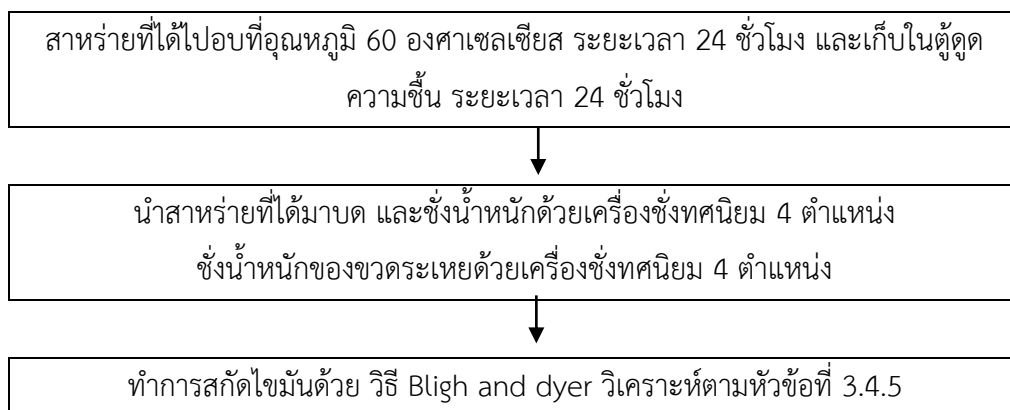 สาหร่ายที่ได้ไปอบที่อุณหภูมิ 60 องศาเซลเซียส ระยะเวลา 24 ชั่วโมง และเก็บในตู้ดูด
ความชื้น ระยะเวลา 24 ชั่วโมง
นำสาหร่ายที่ได้มาบด และชั่งน้ำหนักด้วยเครื่องชั่งทศนิยม 4 ตำแหน่ง
ชั่งน้ำหนักของขวดระเหยด้วยเครื่องชั่งทศนิยม 4 ตำแหน่ง
ทำการสกัดไขมันด้วย วิธี Bligh and dyer วิเคราะห์ตามหัวข้อที่ 3.4.5